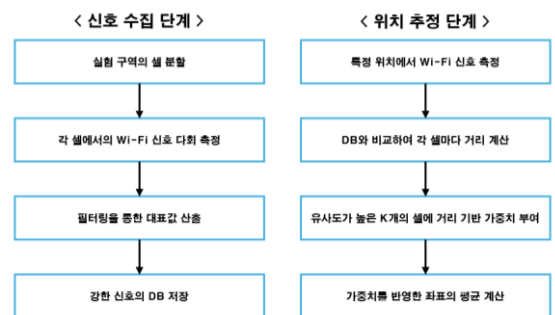 < 신호 수집 단계 >
실험 구역의 셀 분할
각 셀에서의 Wi-Fi 신호 다회 측정
필터링을 통한 대표값 산출
강한 신호의 DB 저장
< 위치 추정 단계 >
특정 위치에서 Wi-Fi 신호 측정
DB와 비교하여 각 셀마다 거리 계산
유사도가 높은 K개의 셀에 거리 기반 가중치 부여
가중치를 반영한 좌표의 평균 계산